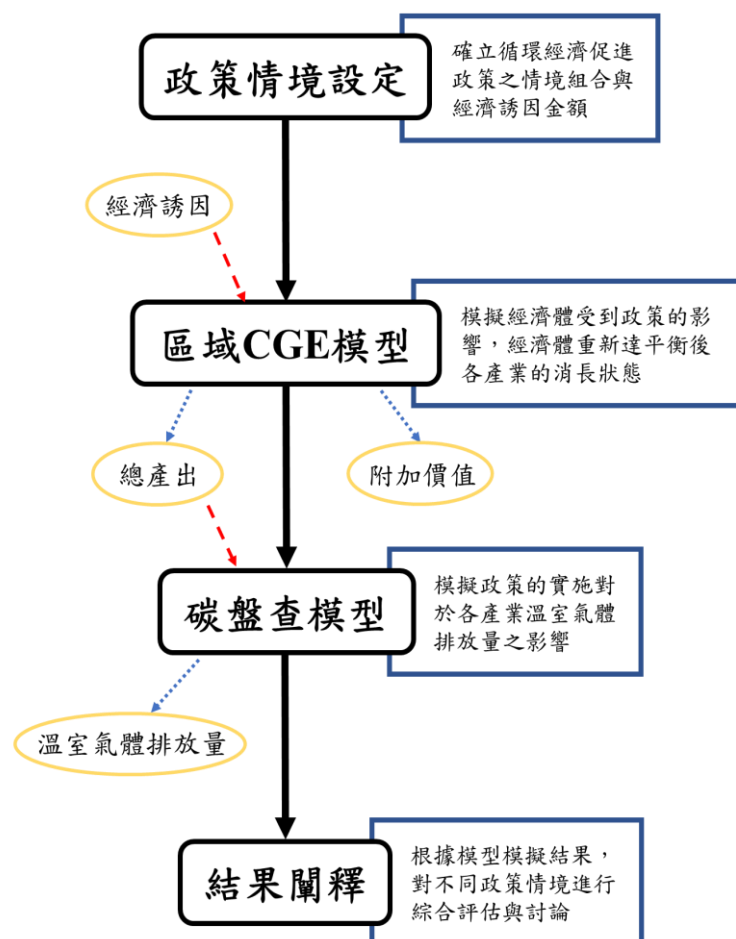 政策情境設定
確立循環經濟促進
政策之情境組合與
經濟誘因金額
經濟誘因
區域CGE模型
模擬經濟體受到政策的影
響，經濟體重新達平衡後
各產業的消長狀態
總產出
附加價值
碳盤查模型
模擬政策的實施對
於各產業溫室氣體
排放量之影響
溫室氣體排放量
結果闡釋
根據模型模擬結果，
對不同政策情境進行
綜合評估與討論